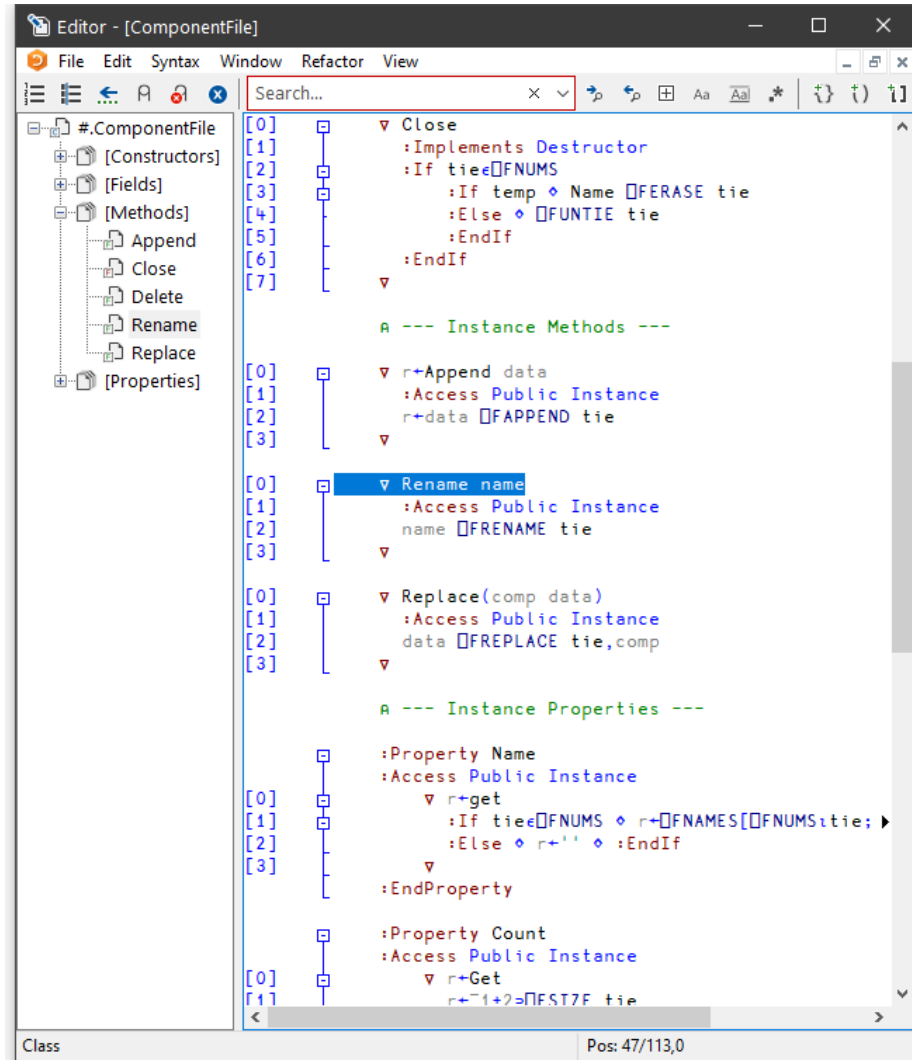 Editor - [ComponentFile]
File Edit Syntax Window Refactor View
Search...
#.ComponentFile
[Constructors]
[Fields]
[Methods]
Append
Close
Delete
Rename
Replace
[Properties]
[0] ∇ Close
[1] :Implements Destructor
[2] :If tie∊⎕FNUMS
[3] :If temp ⋄ Name ⎕FERASE tie
[4] :Else ⋄ ⎕FUNTIE tie
[5] :EndIf
[6] :EndIf
[7] ∇
⍝ --- Instance Methods ---
[0] ∇ r←Append data
[1] :Access Public Instance
[2] r←data ⎕FAPPEND tie
[3] ∇
[0] ∇ Rename name
[1] :Access Public Instance
[2] name ⎕FRENAME tie
[3] ∇
[0] ∇ Replace(comp data)
[1] :Access Public Instance
[2] data ⎕FREPLACE tie,comp
[3] ∇
⍝ --- Instance Properties ---
:Property Name
:Access Public Instance
[0] ∇ r←get
[1] :If tie∊⎕FNUMS ⋄ r←⎕FNAMES[⎕FNUMS⍳tie;
[2] :Else ⋄ r←'' ⋄ :EndIf
[3] ∇
:EndProperty
:Property Count
:Access Public Instance
[0] ∇ r←Get
[1] r←¯1+2⊃⎕FSIZE tie
Class
Pos: 47/113,0